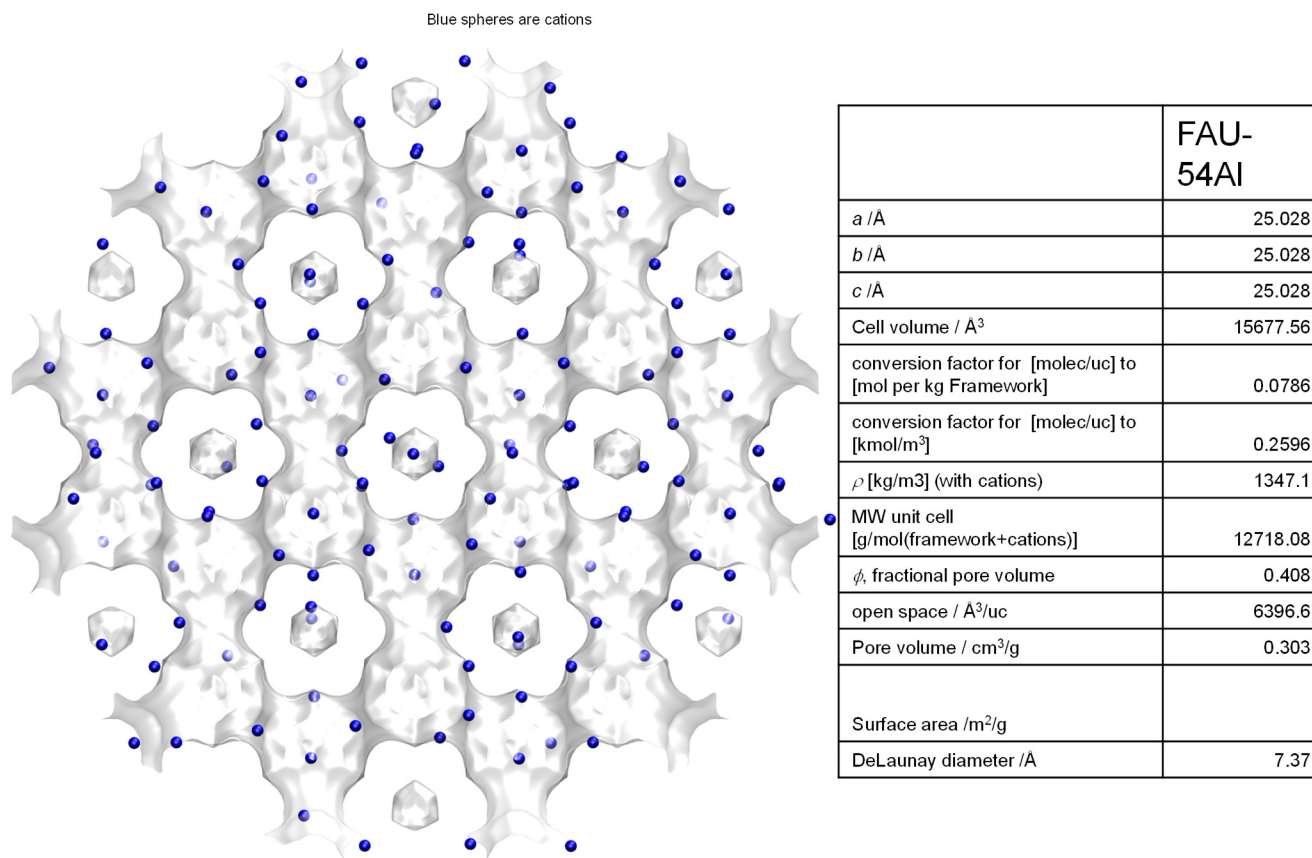 Blue spheres are cations
FAU-
54Al
a /Å 25.028
b /Å 25.028
c /Å 25.028
Cell volume / Å³ 15677.56
conversion factor for [molec/uc] to
[mol per kg Framework] 0.0786
conversion factor for [molec/uc] to
[kmol/m³] 0.2596
ρ [kg/m3] (with cations) 1347.1
MW unit cell
[g/mol(framework+cations)] 12718.08
ϕ, fractional pore volume 0.408
open space / Å³/uc 6396.6
Pore volume / cm³/g 0.303
Surface area /m²/g
DeLaunay diameter /Å 7.37